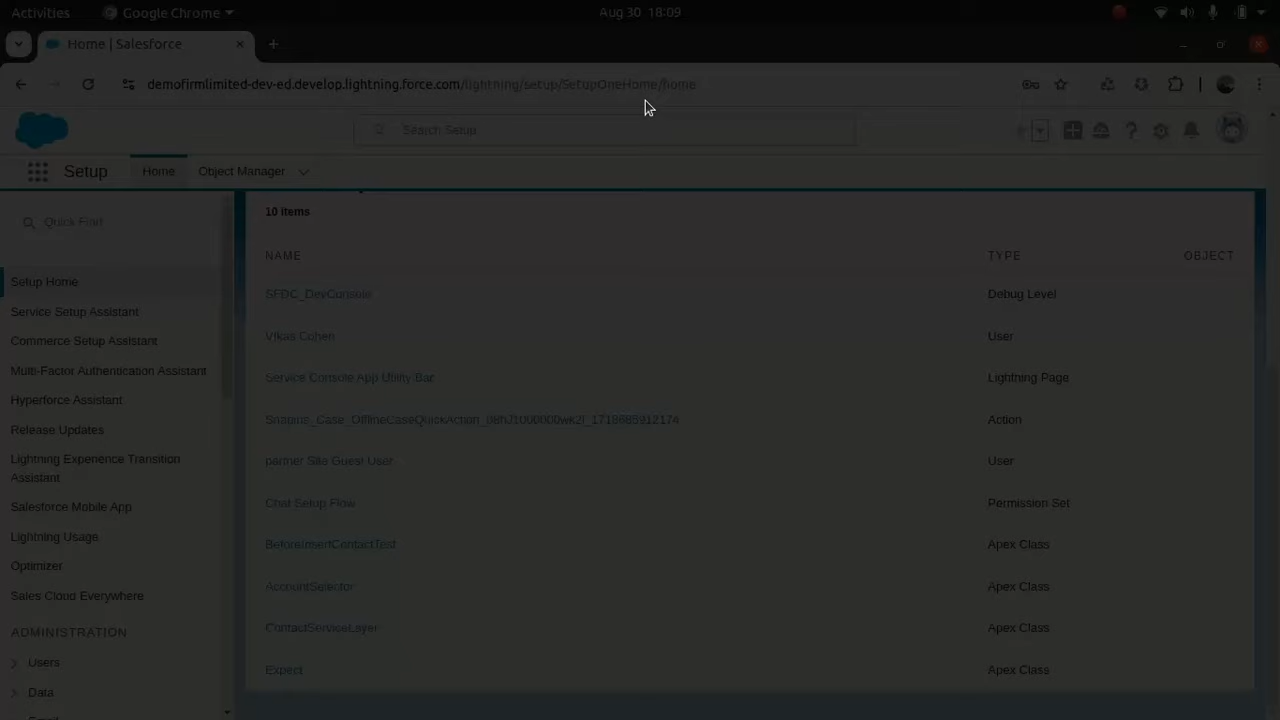 Activities Google Chrome Aug 30 18:09
Home | Salesforce
demofirmlimited-dev-ed.develop.lightning.force.com/lightning/setup/SetupOneHome/home
Search Setup
Setup Home Object Manager
Quick Find
10 items
NAME TYPE OBJECT
Setup Home
SFDC_DevConsole Debug Level
Service Setup Assistant
Vikas Cohen User
Commerce Setup Assistant
Multi-Factor Authentication Assistant
Service Console App Utility Bar Lightning Page
Hyperforce Assistant
Action
Release Updates
Lightning Experience Transition
Assistant
partner Site Guest User User
Salesforce Mobile App
Chat Setup Flow Permission Set
Lightning Usage
BeforeInsertContactTest Apex Class
Optimizer
AccountSelector Apex Class
Sales Cloud Everywhere
ContactServiceLayer Apex Class
ADMINISTRATION
Users
Expect Apex Class
Data